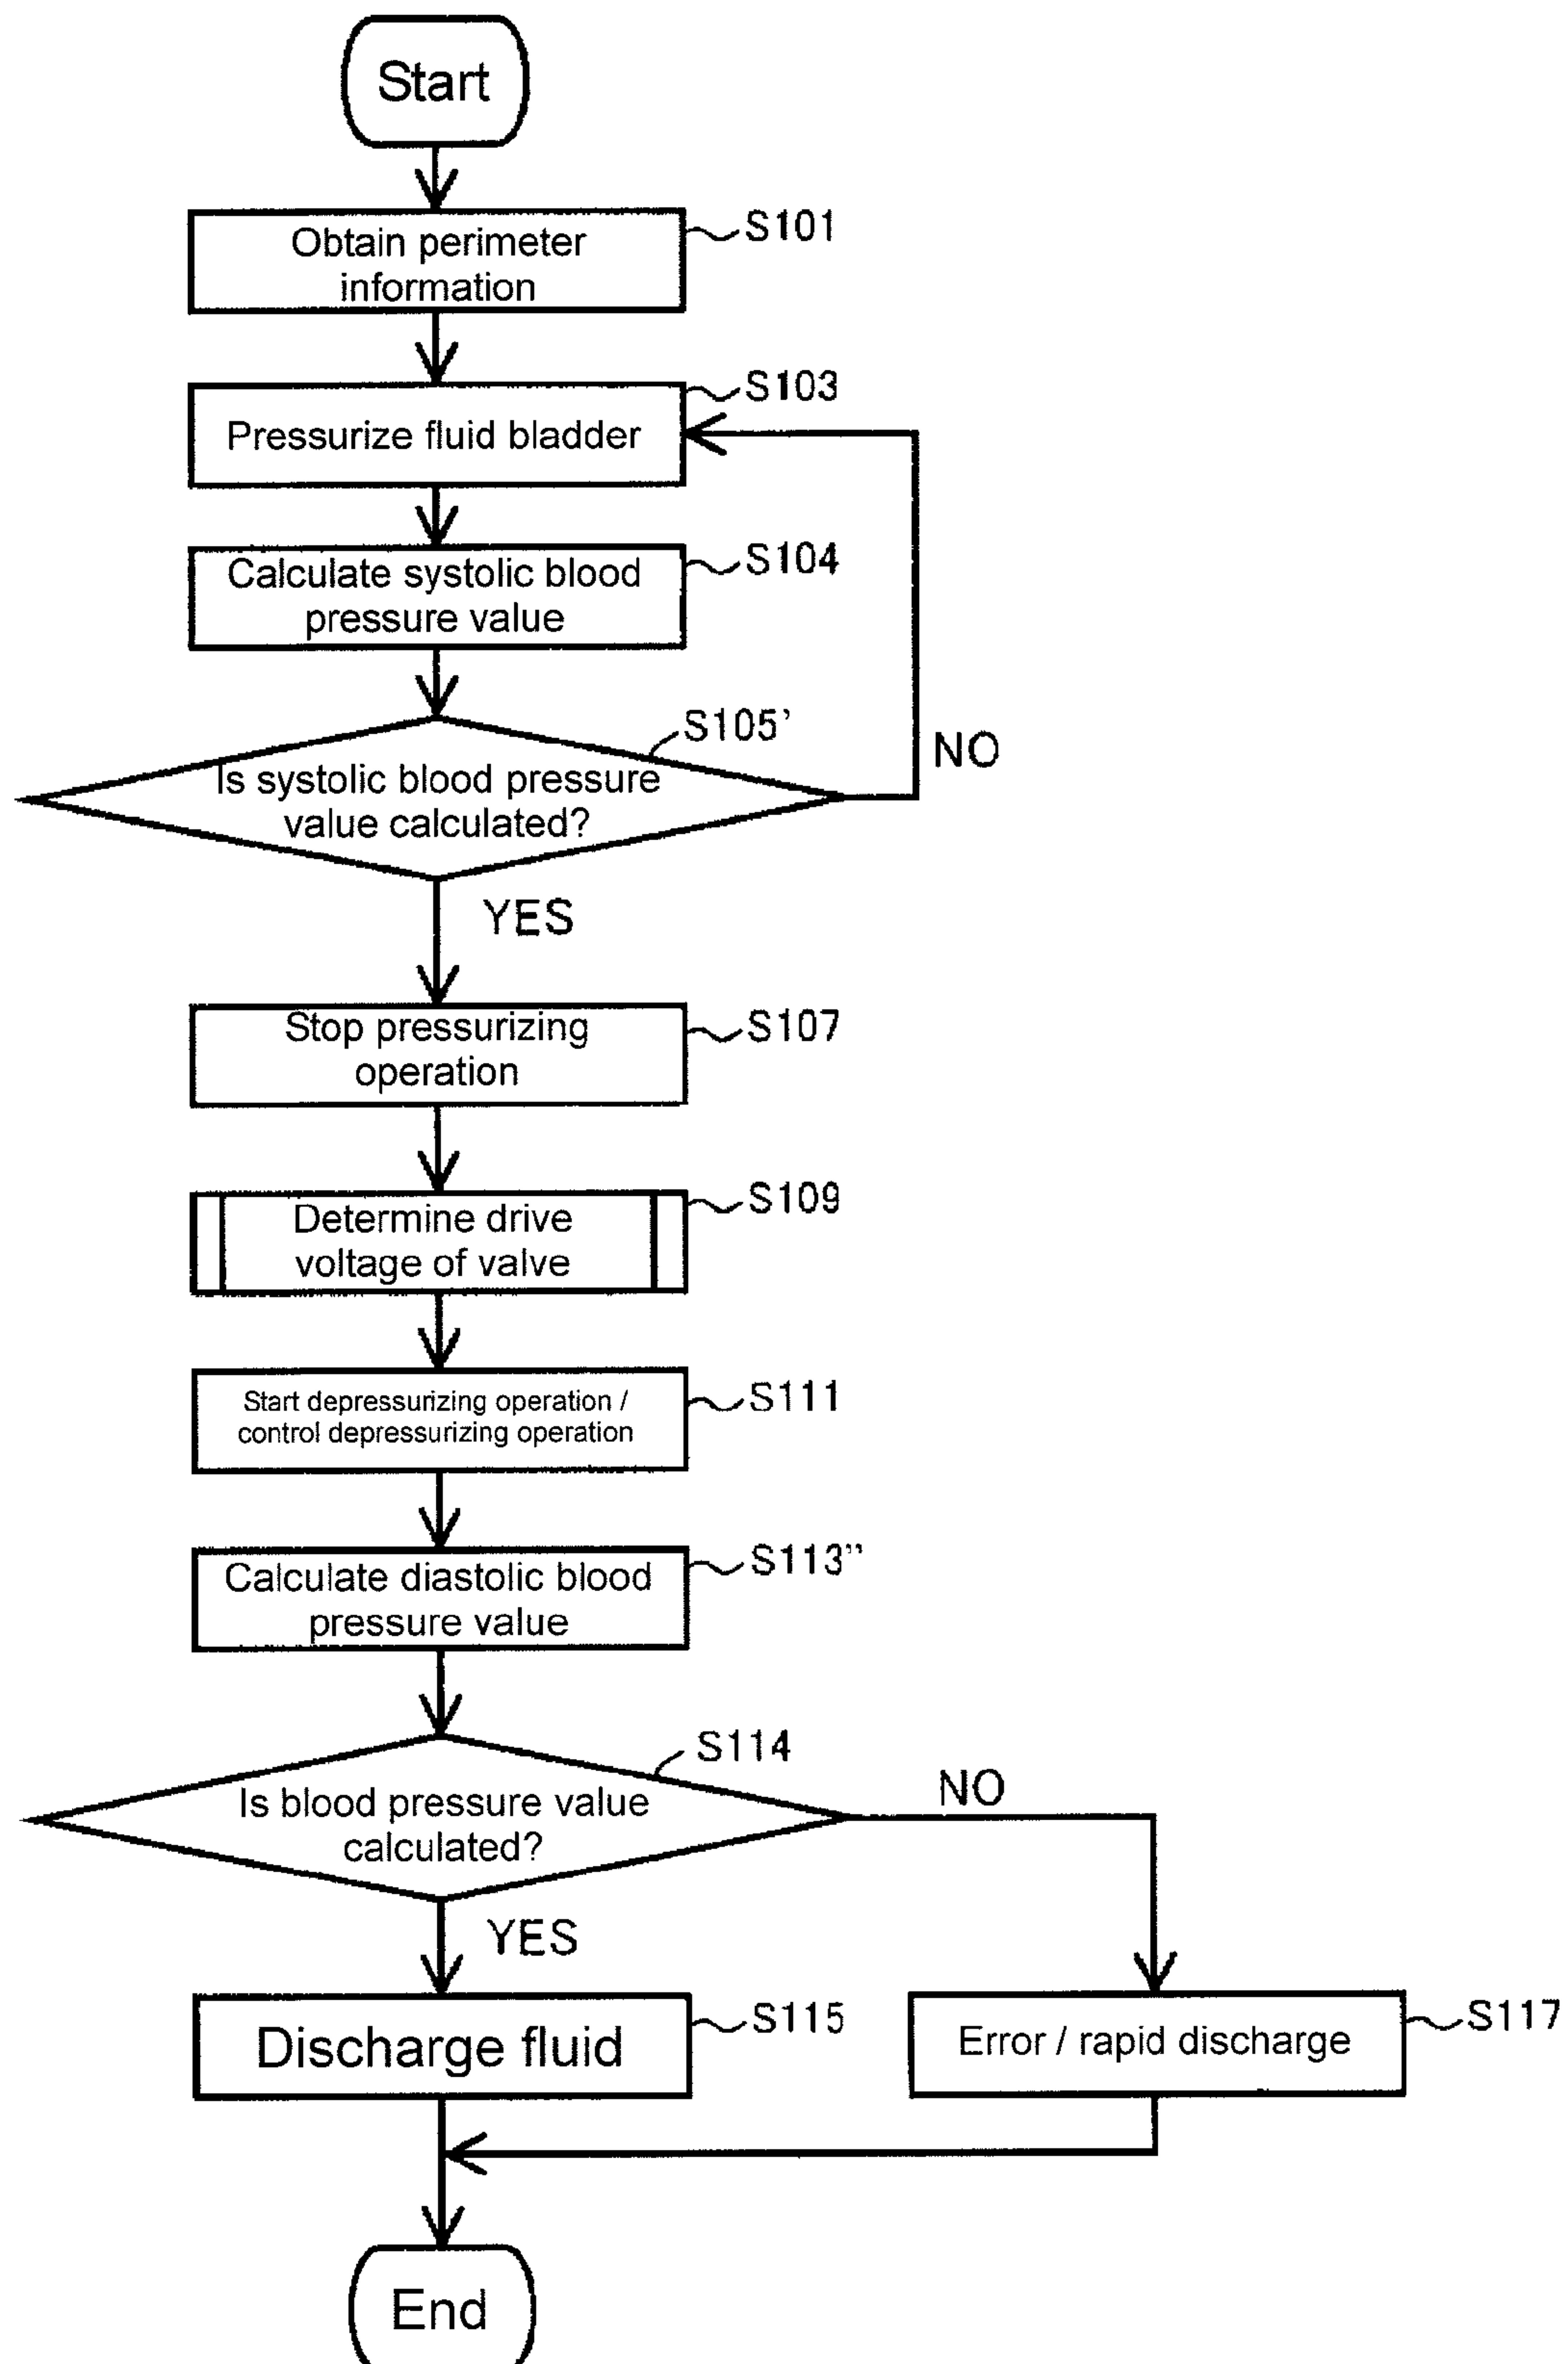 Start
Obtain perimeter
information
S101
Pressurize fluid bladder
S103
Calculate systolic blood
pressure value
S104
Is systolic blood pressure
value calculated?
S105'
NO
YES
Stop pressurizing
operation
S107
Determine drive
voltage of valve
S109
Start depressurizing operation /
control depressurizing operation
S111
Calculate diastolic blood
pressure value
S113"
Is blood pressure value
calculated?
S114
NO
YES
Discharge fluid
S115
Error / rapid discharge
S117
End